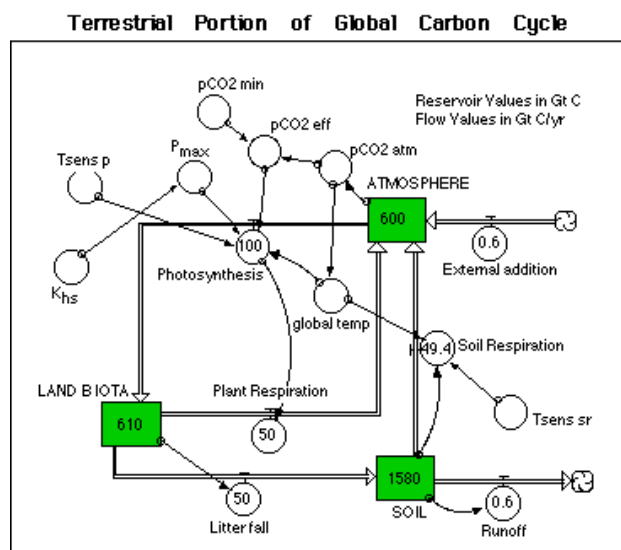 Terrestrial Portion of Global Carbon Cycle
pCO2 min
Reservoir Values in Gt C
Flow Values in Gt C/yr
pCO2 eff
Pmax
pCO2 atm
Tsens p
ATMOSPHERE
600
100
0.6
External addition
Photosynthesis
Khs
global temp
49.4
Soil Respiration
LAND BIOTA
Plant Respiration
610
50
Tsens sr
1580
50
0.6
Litter fall
SOIL
Runoff